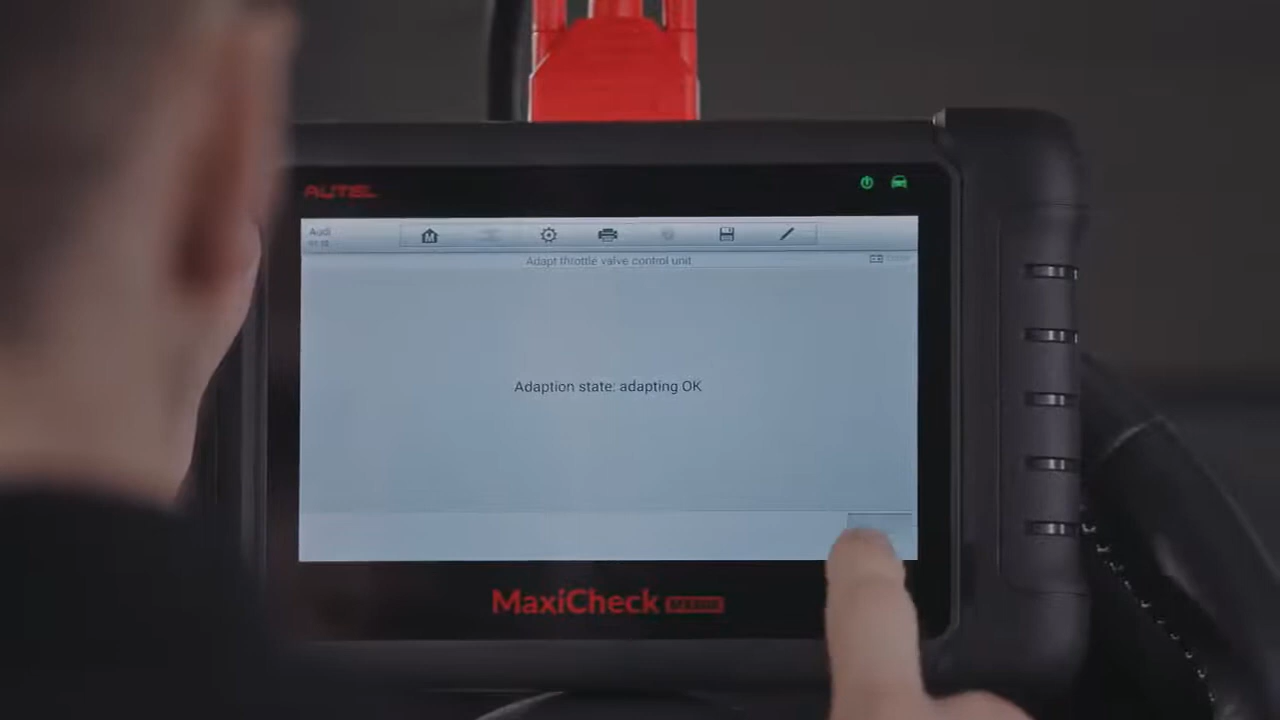 AUTEL
Audi
Adapt throttle valve control unit
Adaption state: adapting OK
MaxiCheck